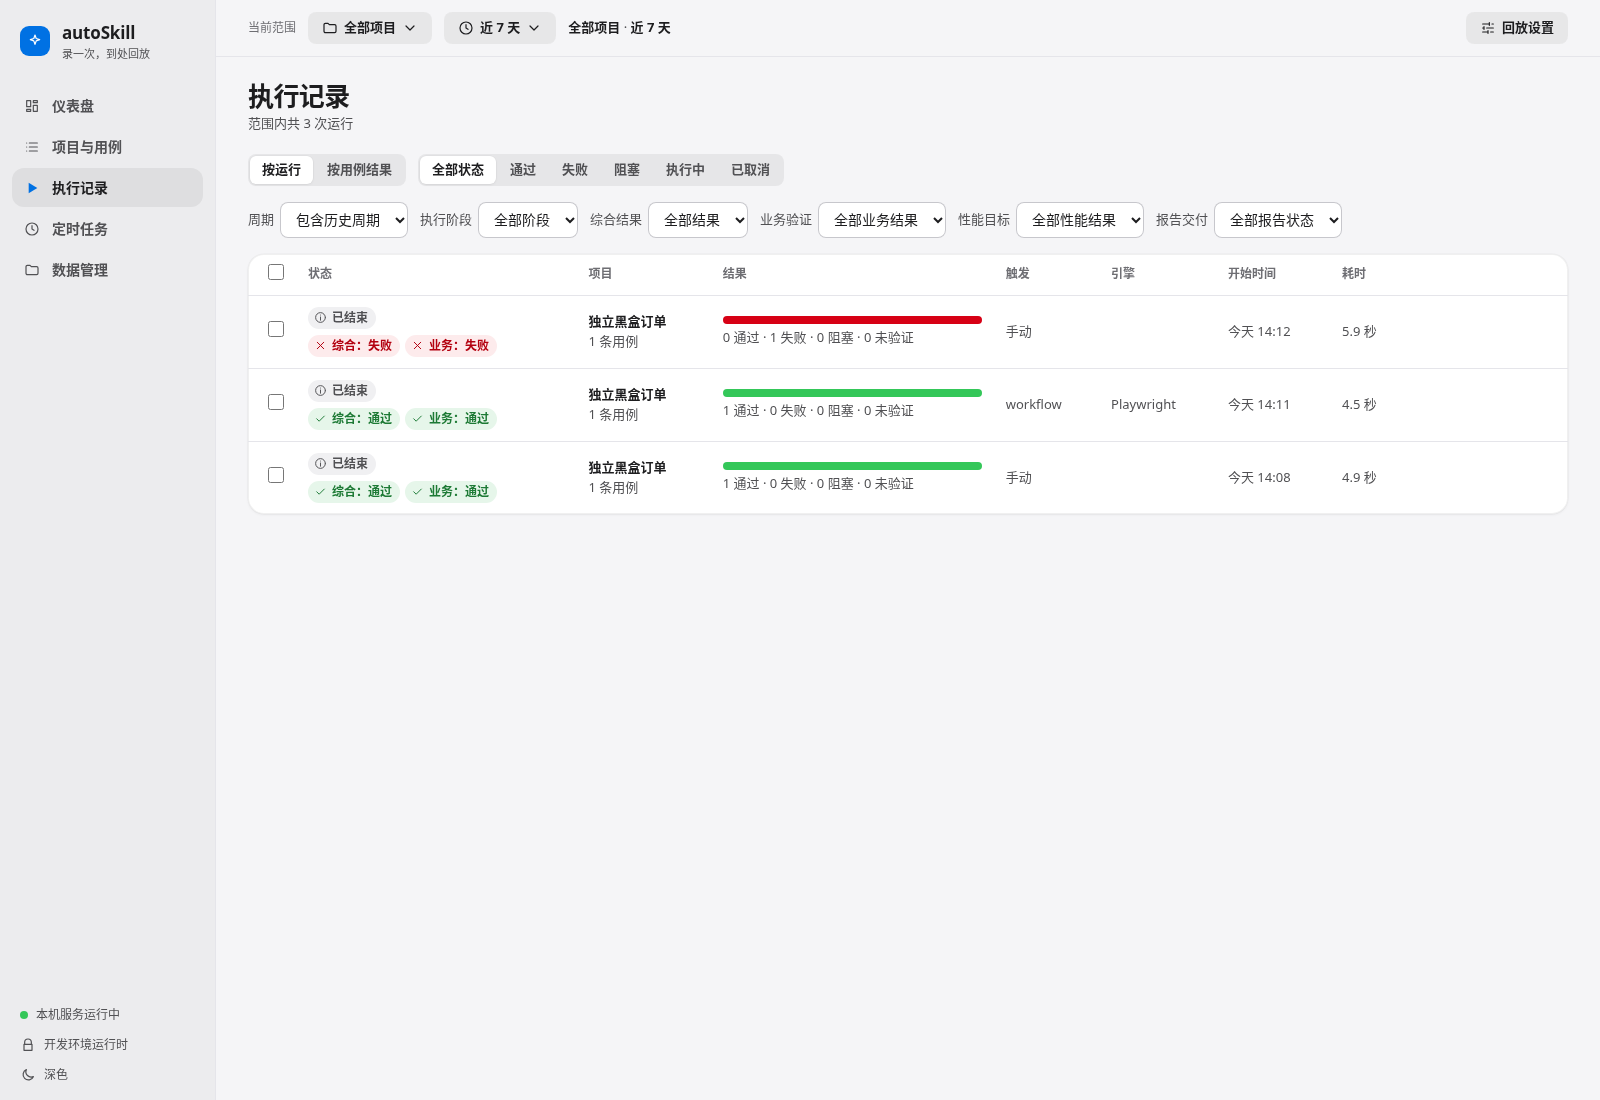 autoSkill
录一次，到处回放
仪表盘
项目与用例
执行记录
定时任务
数据管理
本机服务运行中
开发环境运行时
深色
当前范围 全部项目 近 7 天 全部项目 · 近 7 天 回放设置
执行记录
范围内共 3 次运行
按运行 按用例结果 全部状态 通过 失败 阻塞 执行中 已取消
周期 包含历史周期 执行阶段 全部阶段 综合结果 全部结果 业务验证 全部业务结果 性能目标 全部性能结果 报告交付 全部报告状态
状态 项目 结果 触发 引擎 开始时间 耗时
已结束
综合：失败 业务：失败
独立黑盒订单
1 条用例
0 通过 · 1 失败 · 0 阻塞 · 0 未验证
手动 今天 14:12 5.9 秒
已结束
综合：通过 业务：通过
独立黑盒订单
1 条用例
1 通过 · 0 失败 · 0 阻塞 · 0 未验证
workflow Playwright 今天 14:11 4.5 秒
已结束
综合：通过 业务：通过
独立黑盒订单
1 条用例
1 通过 · 0 失败 · 0 阻塞 · 0 未验证
手动 今天 14:08 4.9 秒